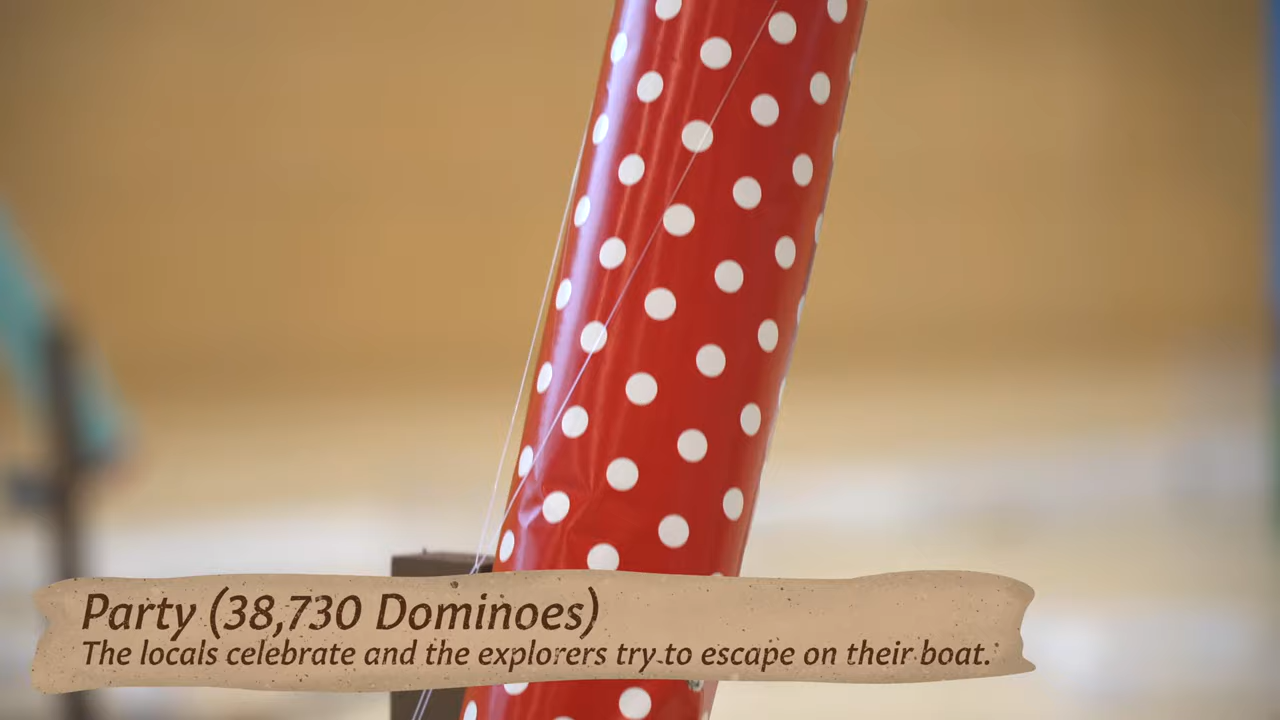 Party (38,730 Dominoes)
The locals celebrate and the explorers try to escape on their boat.